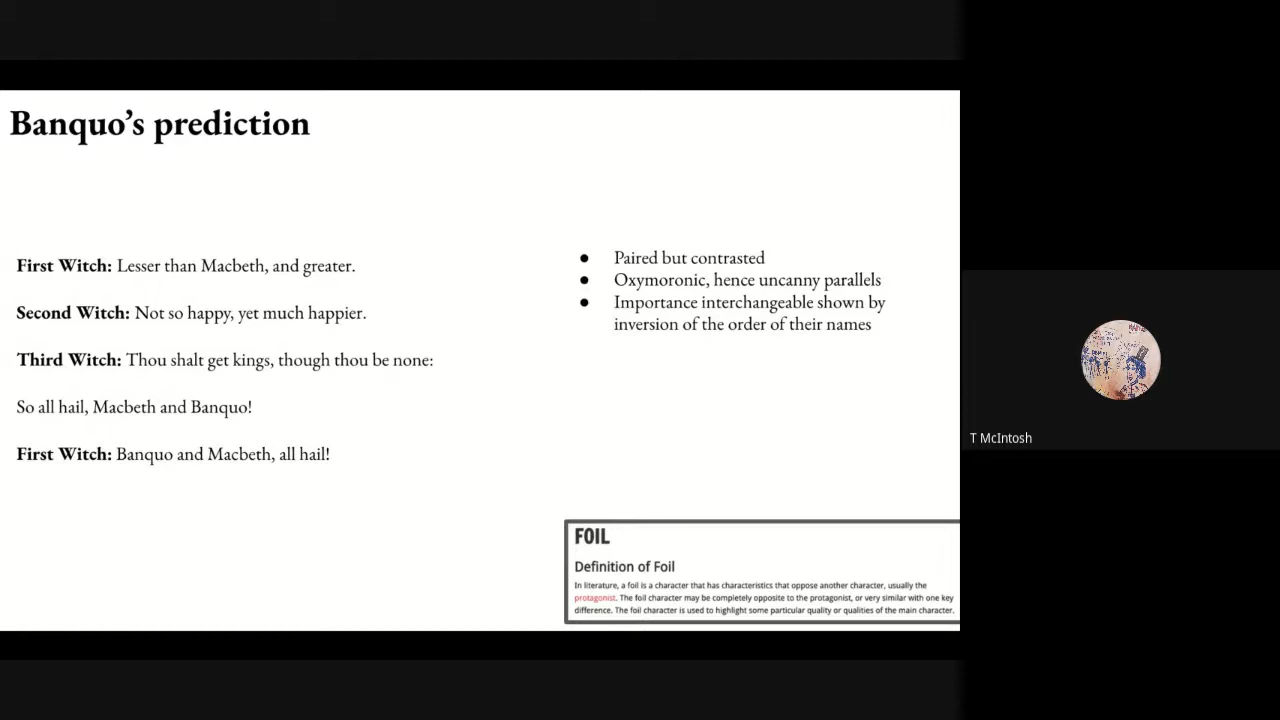 Banquo’s prediction
First Witch: Lesser than Macbeth, and greater.
Second Witch: Not so happy, yet much happier.
Third Witch: Thou shalt get kings, though thou be none:
So all hail, Macbeth and Banquo!
First Witch: Banquo and Macbeth, all hail!
● Paired but contrasted
● Oxymoronic, hence uncanny parallels
● Importance interchangeable shown by
inversion of the order of their names
FOIL
Definition of Foil
In literature, a foil is a character that has characteristics that oppose another character, usually the
protagonist. The foil character may be completely opposite to the protagonist, or very similar with one key
difference. The foil character is used to highlight some particular quality or qualities of the main character.
T McIntosh